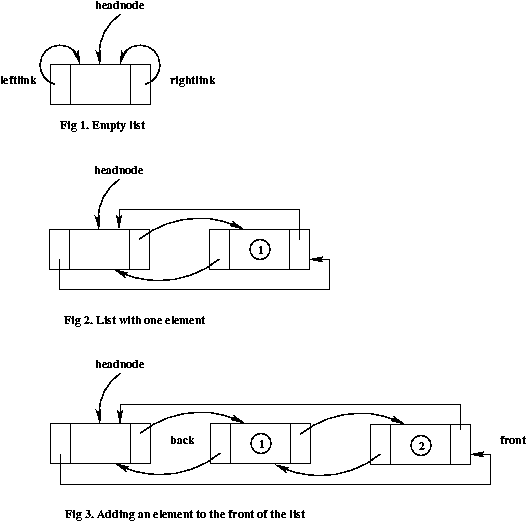 headnode
leftlink
rightlink
Fig 1. Empty list
headnode
1
Fig 2. List with one element
headnode
back
1
2
front
Fig 3. Adding an element to the front of the list